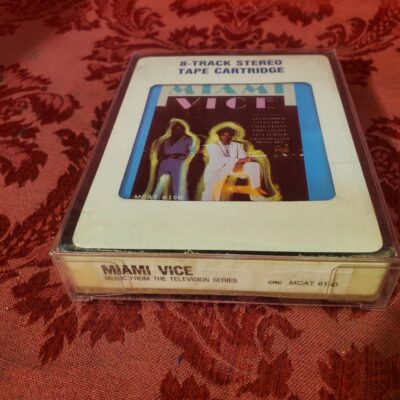 8-TRACK STEREO
TAPE CARTRIDGE
MIAMI
VICE
MCAT 6150
MIAMI VICE
MUSIC FROM THE TELEVISION SERIES
CRC MCAT 6150